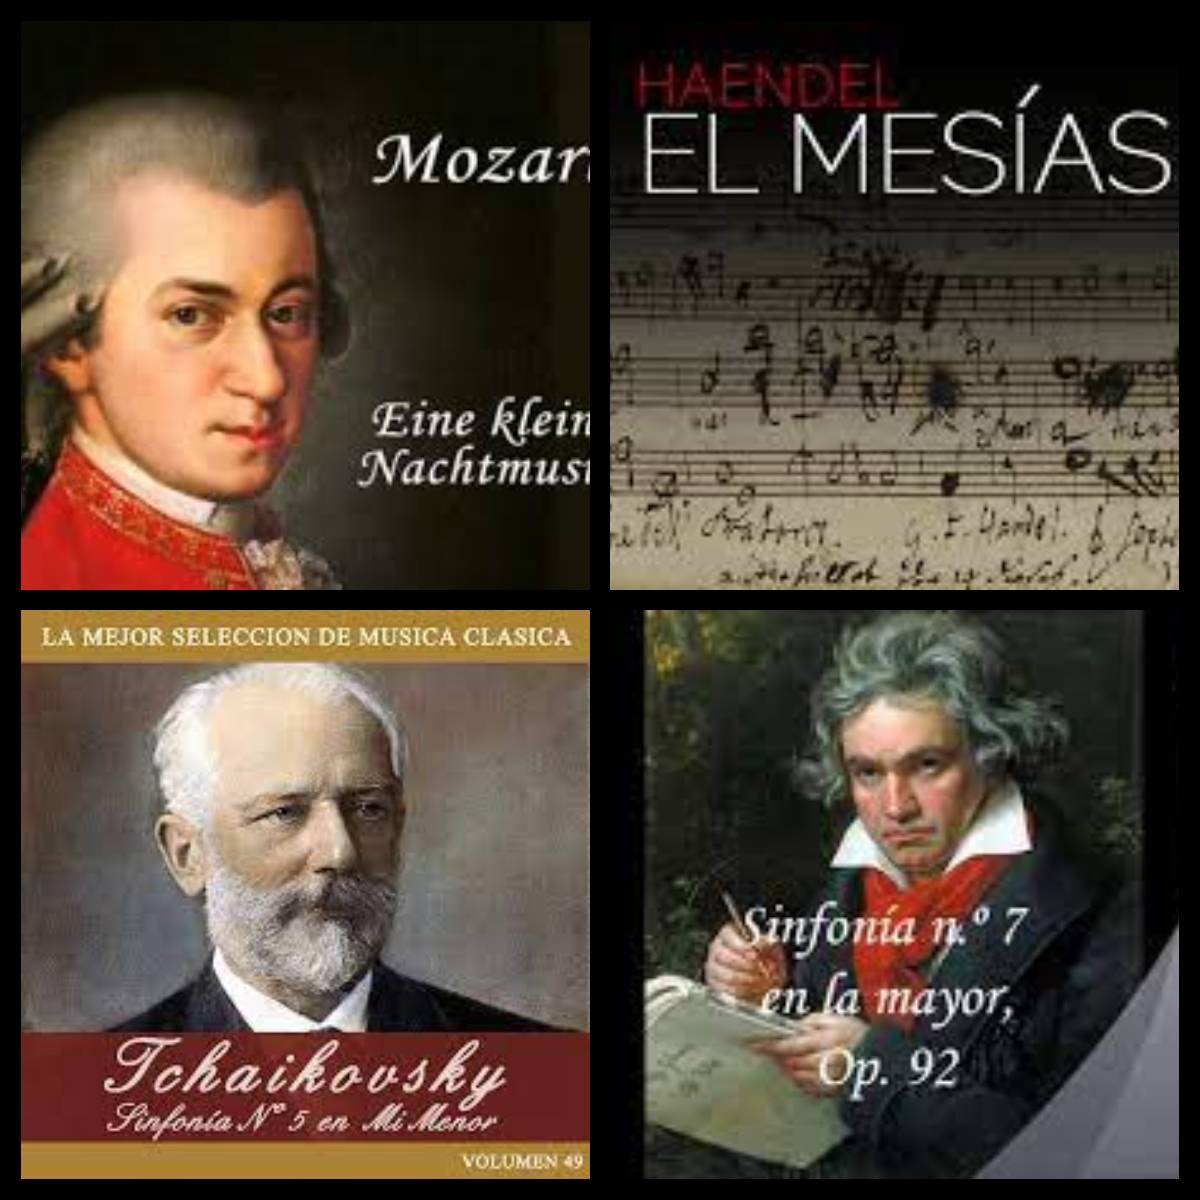 Mozar
Eine klein
Nachtmusi
HAENDEL
EL MESÍAS
LA MEJOR SELECCION DE MUSICA CLASICA
Tchaikovsky
Sinfonía Nº 5 en Mi Menor
VOLUMEN 49
Sinfonía n.º 7
en la mayor,
Op. 92